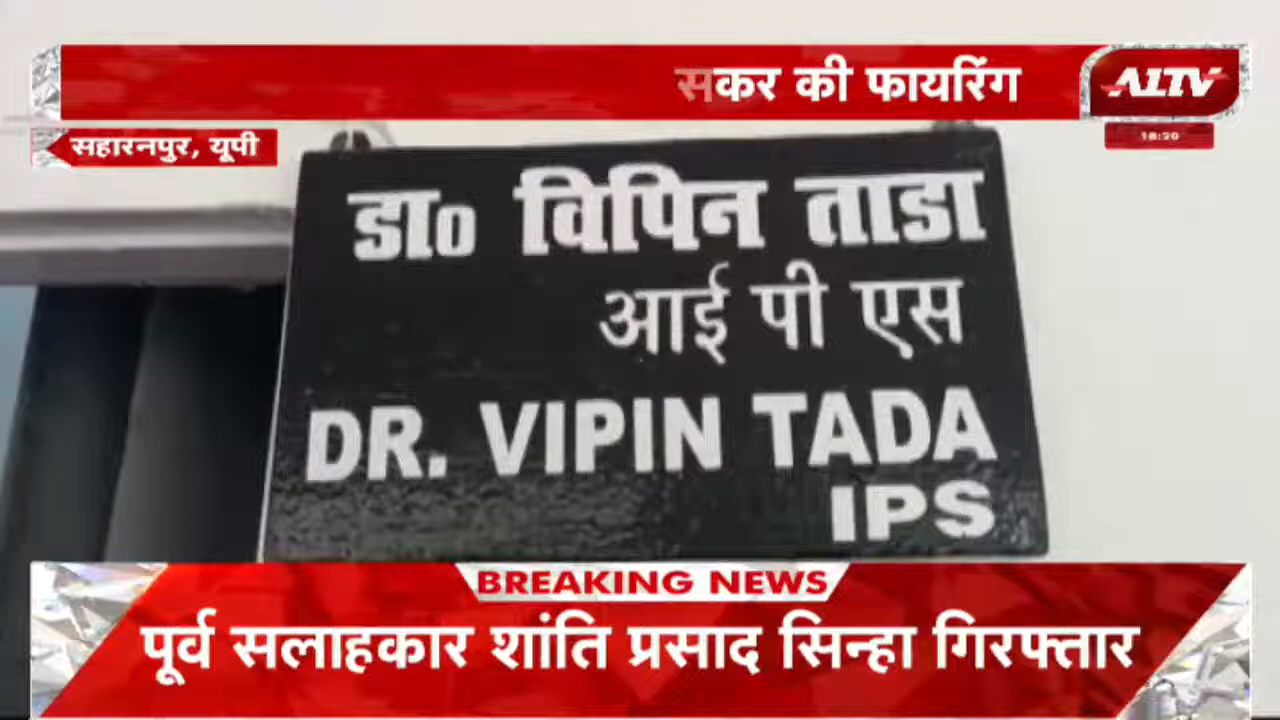 सकर की फायरिंग
A1TV
18:20
सहारनपुर, यूपी
डा० विपिन ताडा
आई पी एस
DR. VIPIN TADA
IPS
BREAKING NEWS
पूर्व सलाहकार शांति प्रसाद सिन्हा गिरफ्तार